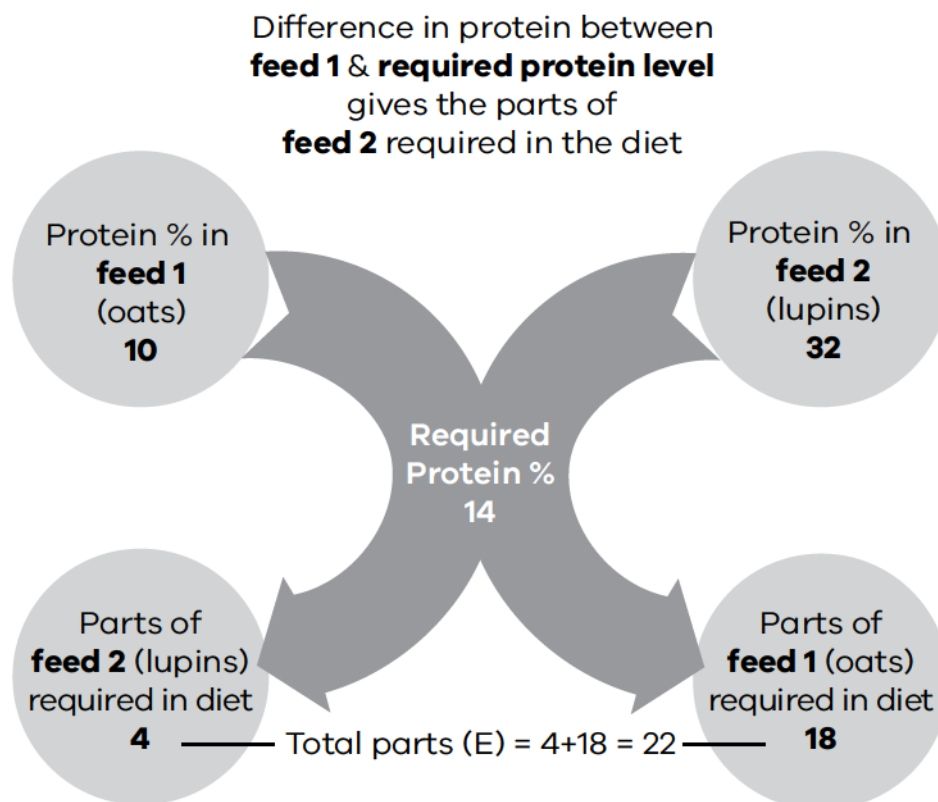 Difference in protein between
feed 1 & required protein level
gives the parts of
feed 2 required in the diet
Protein % in
feed 1
(oats)
10
Protein % in
feed 2
(lupins)
32
Required
Protein %
14
Parts of
feed 2 (lupins)
required in diet
4
Total parts (E) = 4+18 = 22
Parts of
feed 1 (oats)
required in diet
18